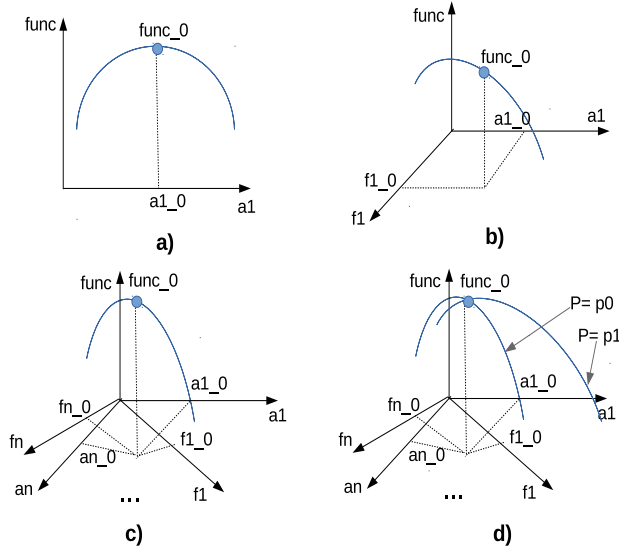 func
func_0
a1_0
a1
a)
func
func_0
a1_0
a1
f1_0
f1
b)
func
func_0
a1_0
a1
fn_0
fn
an_0
an
f1_0
f1
...
c)
func
func_0
P= p0
P= p1
a1_0
a1
fn_0
fn
an_0
an
f1_0
f1
...
d)